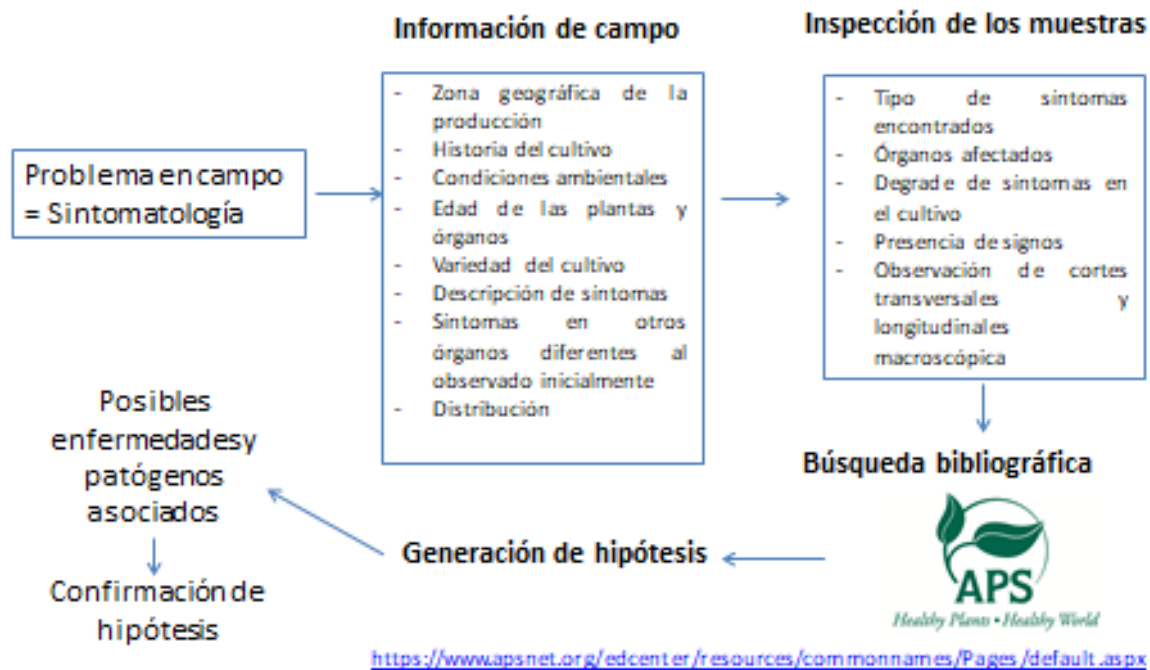 Problema en campo
= Sintomatología
Información de campo
- Zona geográfica de la
producción
- Historia del cultivo
- Condiciones ambientales
- Edad de las plantas y
órganos
- Variedad del cultivo
- Descripción de síntomas
- Síntomas en otros
órganos diferentes al
observado inicialmente
- Distribución
Inspección de los muestras
- Tipo de síntomas
encontrados
- Órganos afectados
- Degrade de síntomas en
el cultivo
- Presencia de signos
- Observación de cortes
transversales y
longitudinales
macroscópica
Búsqueda bibliográfica
APS
Healthy Plants • Healthy World
https://www.apsnet.org/edcenter/resources/commonnames/Pages/default.aspx
Generación de hipótesis
Posibles
enfermedades y
patógenos
asociados
Confirmación de
hipótesis